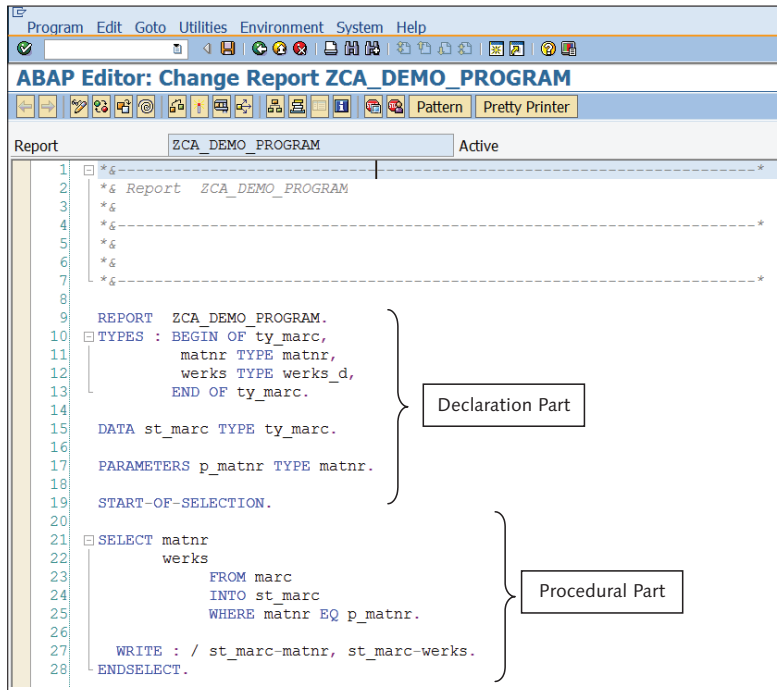 Program Edit Goto Utilities Environment System Help
ABAP Editor: Change Report ZCA_DEMO_PROGRAM
Pattern Pretty Printer
Report ZCA_DEMO_PROGRAM Active
1 *&---------------------------------------------------------------------*
2 *& Report ZCA_DEMO_PROGRAM
3 *&
4 *&---------------------------------------------------------------------*
5 *&
6 *&
7 *&---------------------------------------------------------------------*
8
9 REPORT ZCA_DEMO_PROGRAM.
10 TYPES : BEGIN OF ty_marc,
11 matnr TYPE matnr,
12 werks TYPE werks_d,
13 END OF ty_marc.
14
Declaration Part
15 DATA st_marc TYPE ty_marc.
16
17 PARAMETERS p_matnr TYPE matnr.
18
19 START-OF-SELECTION.
20
21 SELECT matnr
22 werks
23 FROM marc
24 INTO st_marc
Procedural Part
25 WHERE matnr EQ p_matnr.
26
27 WRITE : / st_marc-matnr, st_marc-werks.
28 ENDSELECT.